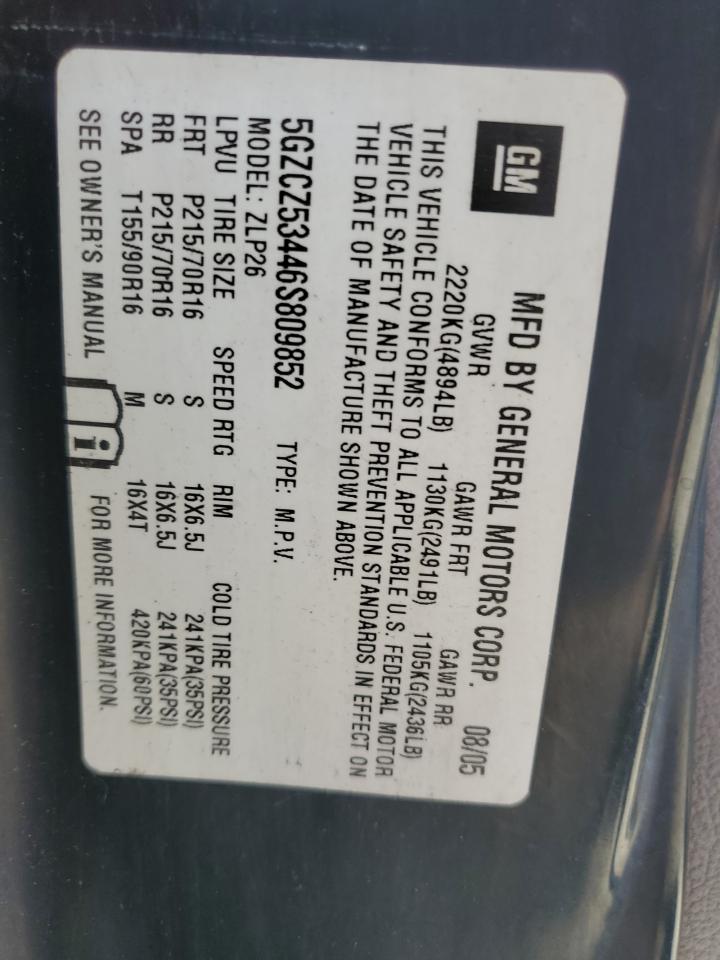 GM
MFD BY GENERAL MOTORS CORP. 08/05
GVWR GAWR FRT GAWR RR
2220KG(4894LB) 1130KG(2491LB) 1105KG(2436LB)
THIS VEHICLE CONFORMS TO ALL APPLICABLE U.S. FEDERAL MOTOR
VEHICLE SAFETY AND THEFT PREVENTION STANDARDS IN EFFECT ON
THE DATE OF MANUFACTURE SHOWN ABOVE.
5GZCZ53446S809852 TYPE: M.P.V.
MODEL: ZLP26
LPVU TIRE SIZE SPEED RTG RIM COLD TIRE PRESSURE
FRT P215/70R16 S 16X6.5J 241KPA(35PSI)
RR P215/70R16 S 16X6.5J 241KPA(35PSI)
SPA T155/90R16 M 16X4T 420KPA(60PSI)
SEE OWNER'S MANUAL i FOR MORE INFORMATION.